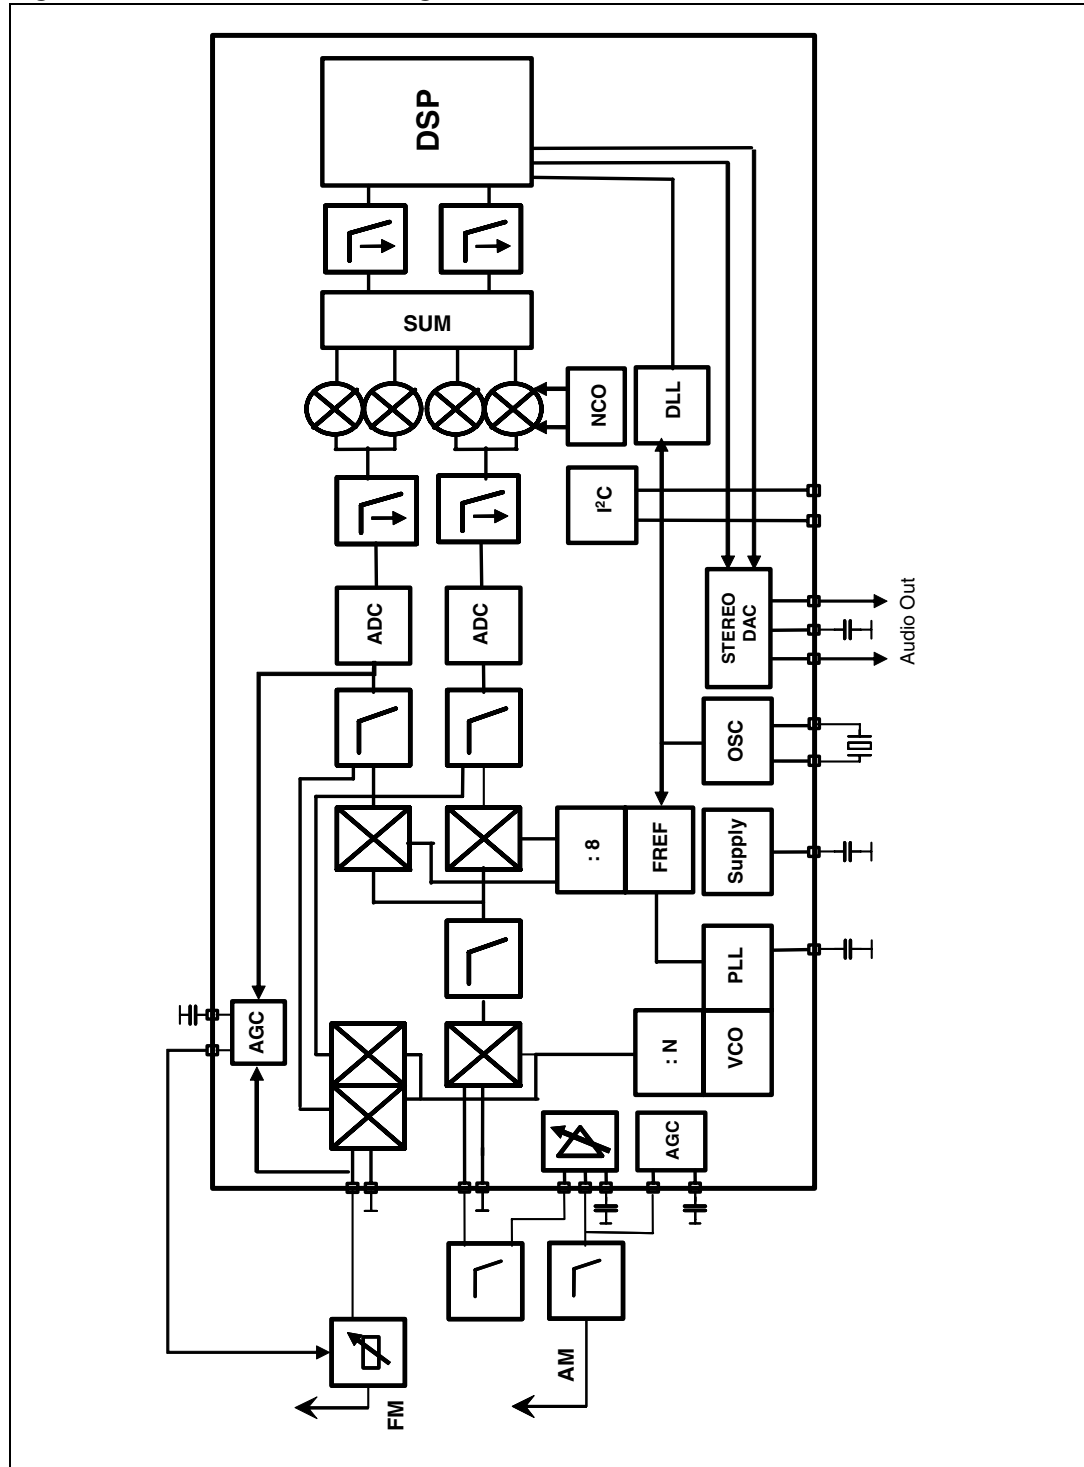 DSP
SUM
NCO
DLL
I²C
ADC
ADC
STEREO
DAC
Audio Out
OSC
: 8
FREF
Supply
AGC
PLL
: N
VCO
AGC
AM
FM